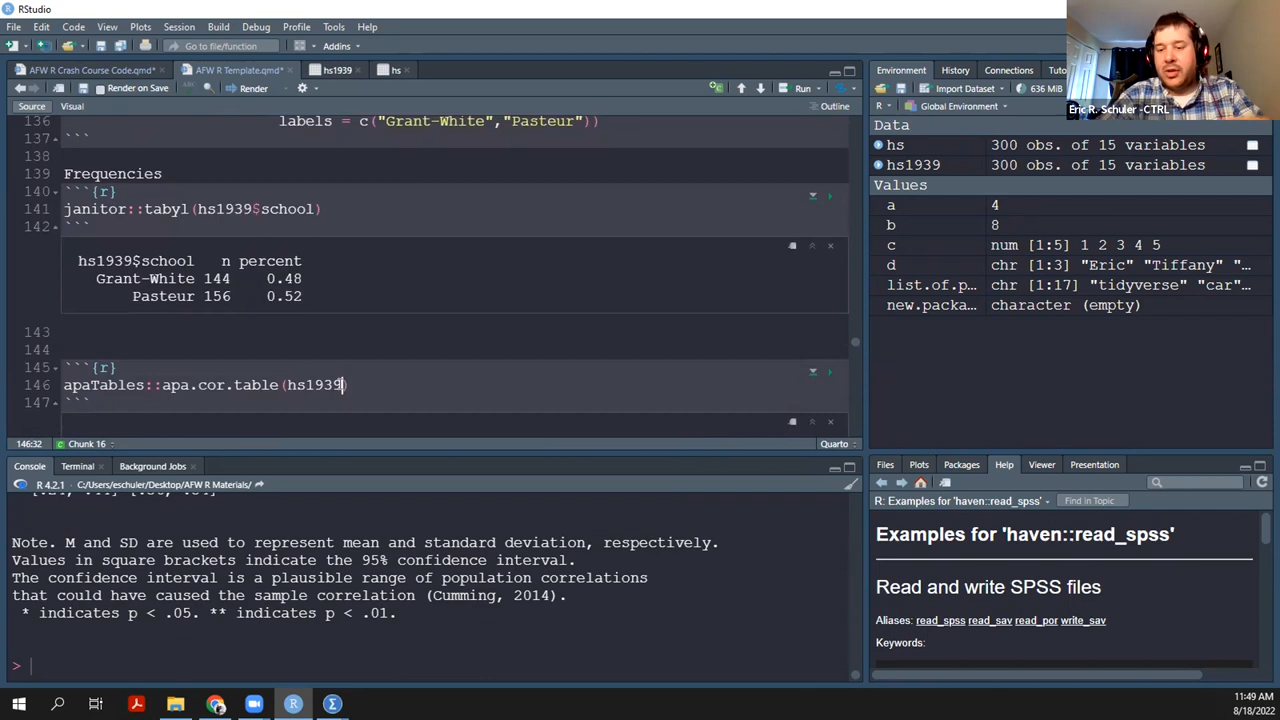 RStudio
File Edit Code View Plots Session Build Debug Profile Tools Help
Go to file/function Addins
AFW R Crash Course Code.qmd* AFW R Template.qmd* hs1939 hs
Render on Save Render Run
Source Visual Outline
136 labels = c("Grant-White","Pasteur"))
137 ```
138
139 Frequencies
140 ```{r}
141 janitor::tabyl(hs1939$school)
142 ```
hs1939$school n percent
Grant-White 144 0.48
Pasteur 156 0.52
143
144
145 ```{r}
146 apaTables::apa.cor.table(hs1939)
147 ```
146:32 Chunk 16 Quarto
Console Terminal Background Jobs
R 4.2.1 · C:/Users/eschuler/Desktop/AFW R Materials/
Note. M and SD are used to represent mean and standard deviation, respectively.
Values in square brackets indicate the 95% confidence interval.
The confidence interval is a plausible range of population correlations
that could have caused the sample correlation (Cumming, 2014).
* indicates p < .05. ** indicates p < .01.
>
Environment History Connections Tuto
Import Dataset 636 MiB
R Global Environment
Data
hs 300 obs. of 15 variables
hs1939 300 obs. of 15 variables
Values
a 4
b 8
c num [1:5] 1 2 3 4 5
d chr [1:3] "Eric" "Tiffany" "…
list.of.p… chr [1:17] "tidyverse" "car"…
new.packa… character (empty)
Files Plots Packages Help Viewer Presentation
R: Examples for 'haven::read_spss' Find in Topic
Examples for 'haven::read_spss'
Read and write SPSS files
Aliases: read_spss read_sav read_por write_sav
Keywords:
Eric R. Schuler -CTRL
11:49 AM
8/18/2022